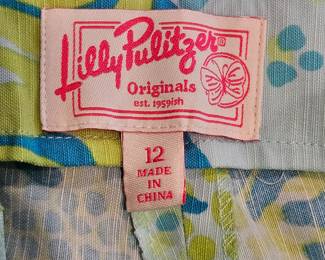 Lilly Pulitzer®
Originals
est. 1959ish
12
MADE
IN
CHINA